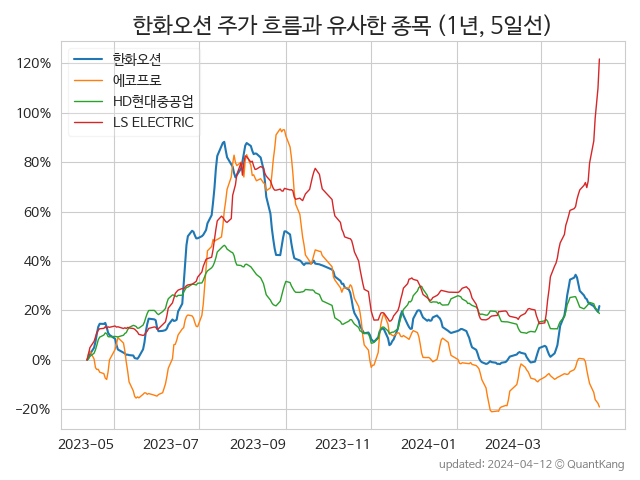 한화오션 주가 흐름과 유사한 종목 (1년, 5일선)
한화오션
에코프로
HD현대중공업
LS ELECTRIC
120%
100%
80%
60%
40%
20%
0%
−20%
2023-05 2023-07 2023-09 2023-11 2024-01 2024-03
updated: 2024-04-12 © QuantKang